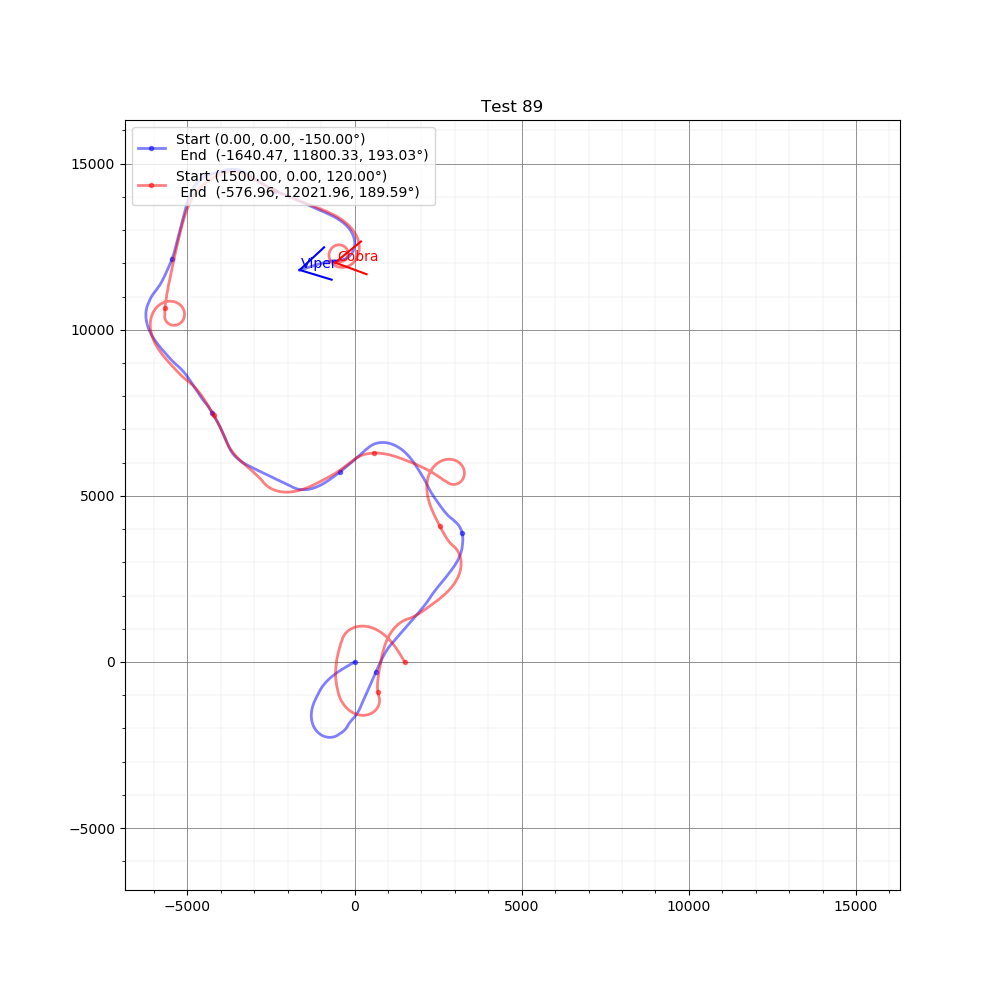 Test 89
Start (0.00, 0.00, -150.00°)
End  (-1640.47, 11800.33, 193.03°)
Start (1500.00, 0.00, 120.00°)
End  (-576.96, 12021.96, 189.59°)
15000
10000
5000
0
−5000
Viper
Cobra
−5000
0
5000
10000
15000